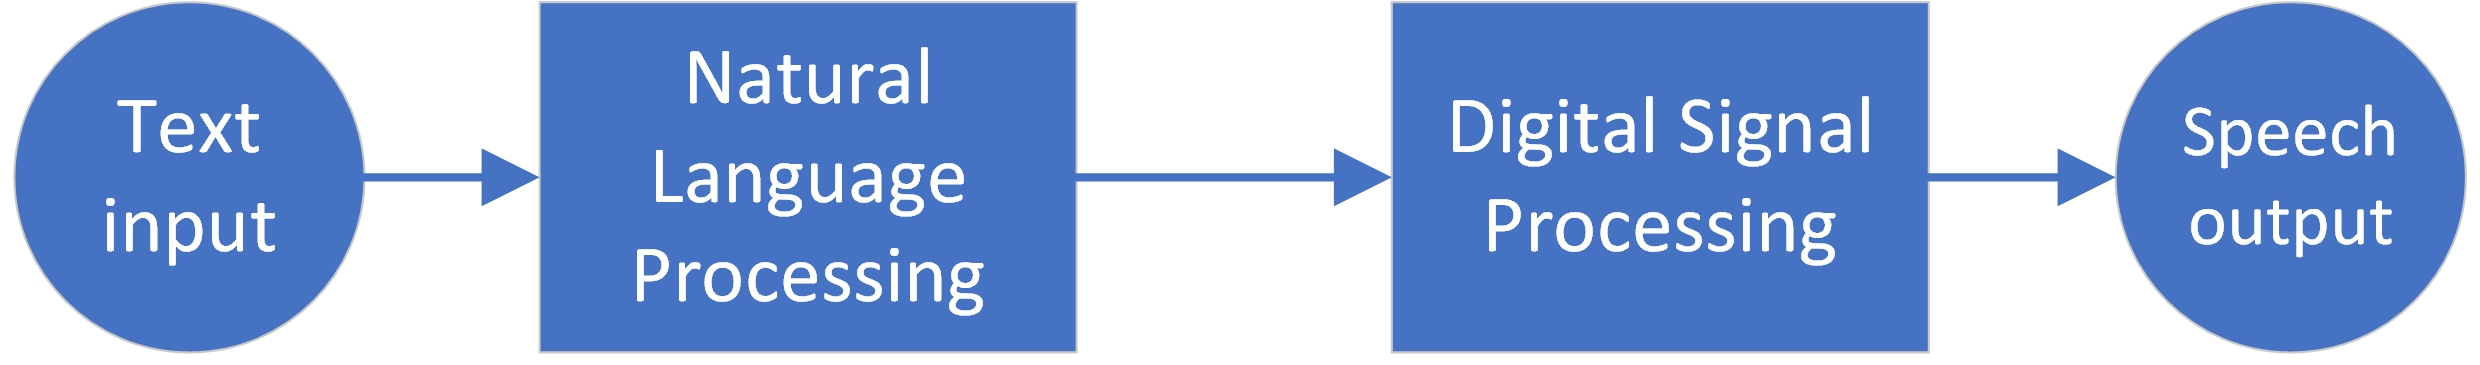 Text
input
Natural
Language
Processing
Digital Signal
Processing
Speech
output